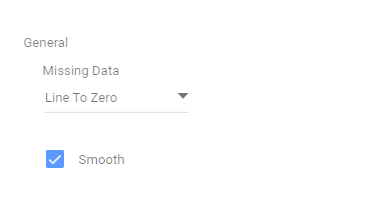 General
Missing Data
Line To Zero
Smooth